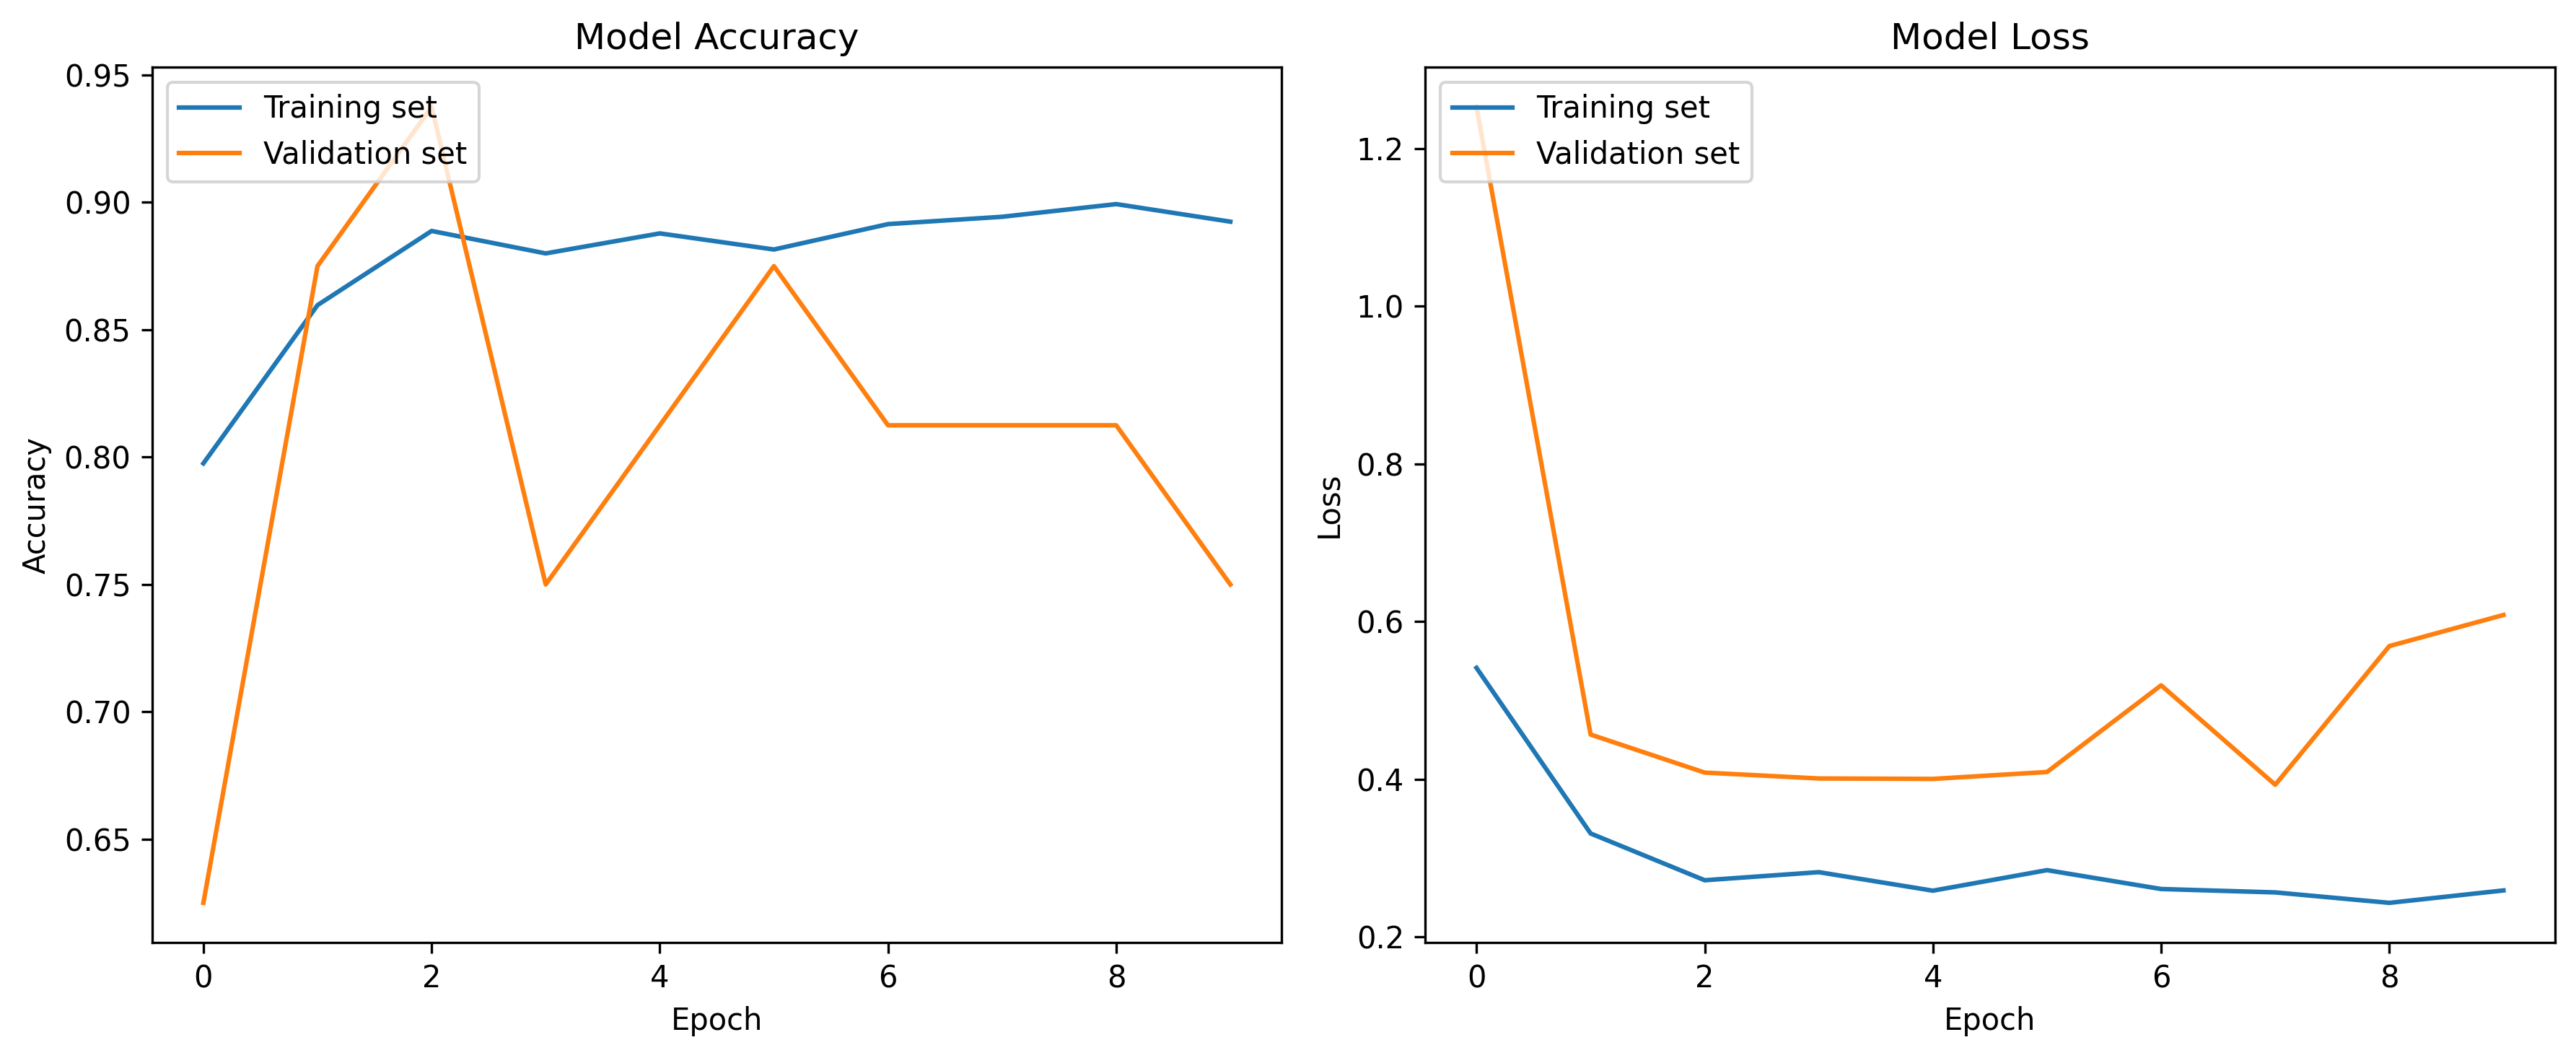 Model Accuracy
0.95
0.90
0.85
0.80
0.75
0.70
0.65
Accuracy
Training set
Validation set
0
2
4
6
8
Epoch
Model Loss
1.2
1.0
0.8
0.6
0.4
0.2
Loss
Training set
Validation set
0
2
4
6
8
Epoch